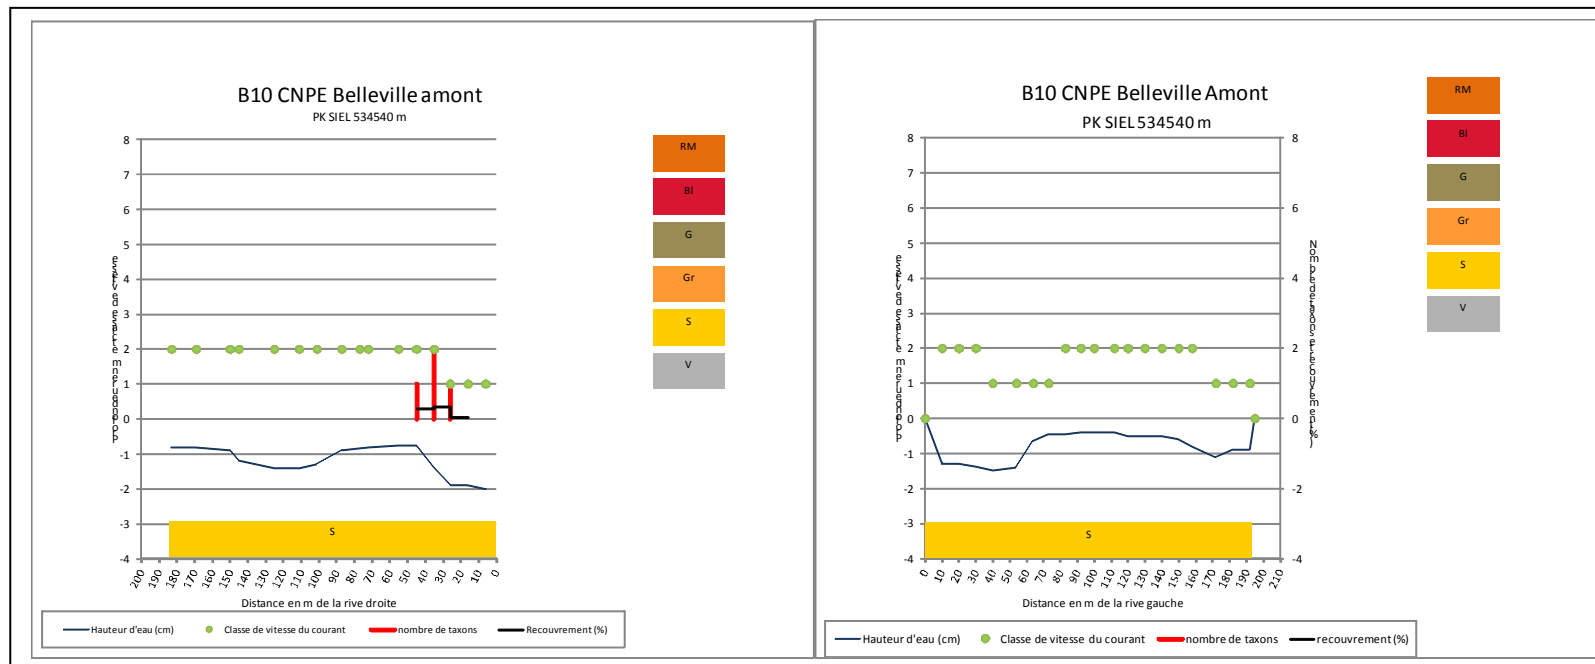 B10 CNPE Belleville amont
PK SIEL 534540 m
8
7
6
5
4
3
2
1
0
-1
-2
-3
-4
200 190 180 170 160 150 140 130 120 110 100 90 80 70 60 50 40 30 20 10 0
S
Distance en m de la rive droite
RM
Bl
G
Gr
S
V
Hauteur d'eau (cm) Classe de vitesse du courant nombre de taxons Recouvrement (%)
B10 CNPE Belleville Amont
PK SIEL 534540 m
8
7
6
5
4
3
2
1
0
-1
-2
-3
-4
8
6
4
2
0
-2
-4
0 10 20 30 40 50 60 70 80 90 100 110 120 130 140 150 160 170 180 190 200 210
S
Distance en m de la rive gauche
RM
Bl
G
Gr
S
V
Hauteur d'eau (cm) Classe de vitesse du courant nombre de taxons recouvrement (%)